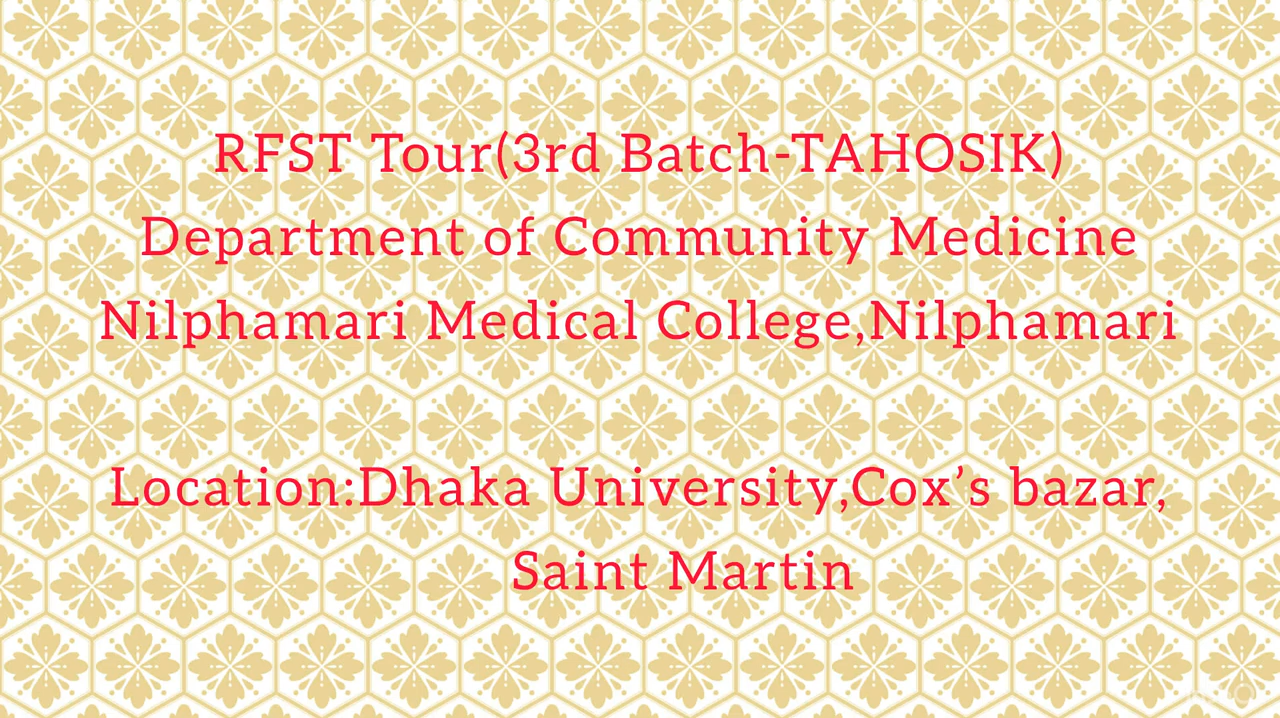 RFST Tour(3rd Batch-TAHOSIK)
Department of Community Medicine
Nilphamari Medical College,Nilphamari
Location:Dhaka University,Cox’s bazar,
Saint Martin